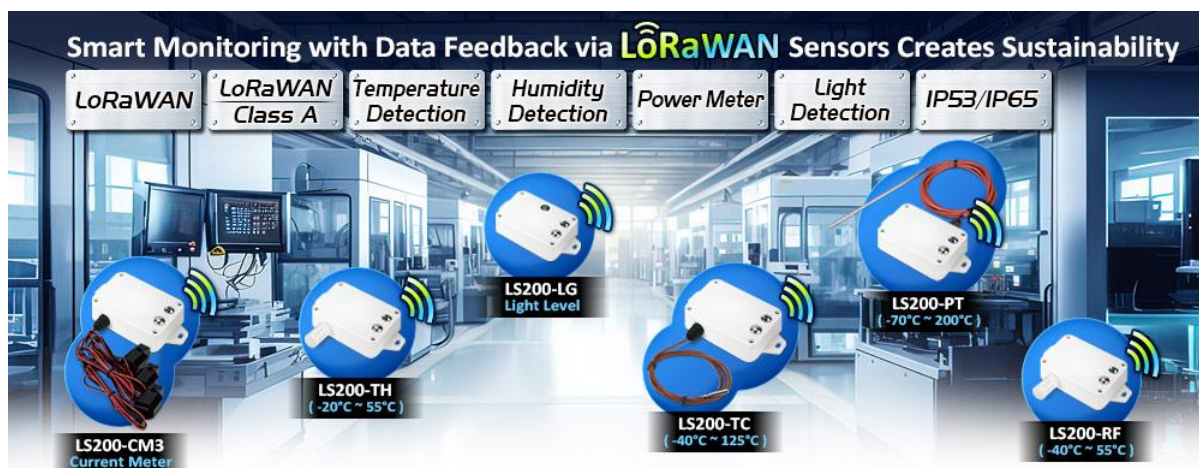 Smart Monitoring with Data Feedback via LoRaWAN Sensors Creates Sustainability
LoRaWAN
LoRaWAN
Class A
Temperature
Detection
Humidity
Detection
Power Meter
Light
Detection
IP53/IP65
LS200-LG
Light Level
LS200-PT
( -70°C ~ 200°C )
LS200-TH
( -20°C ~ 55°C )
LS200-CM3
Current Meter
LS200-TC
( -40°C ~ 125°C )
LS200-RF
( -40°C ~ 55°C )